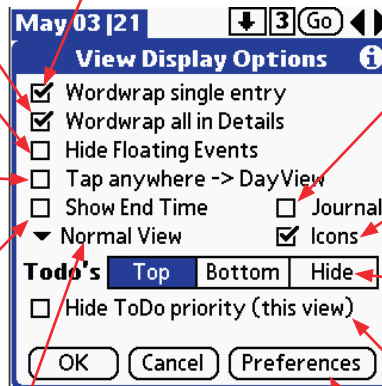 May 03 |21 3 Go
View Display Options i
Wordwrap single entry
Wordwrap all in Details
Hide Floating Events
Tap anywhere -> DayView
Show End Time Journal
Normal View Icons
Todo's Top Bottom Hide
Hide ToDo priority (this view)
OK Cancel Preferences